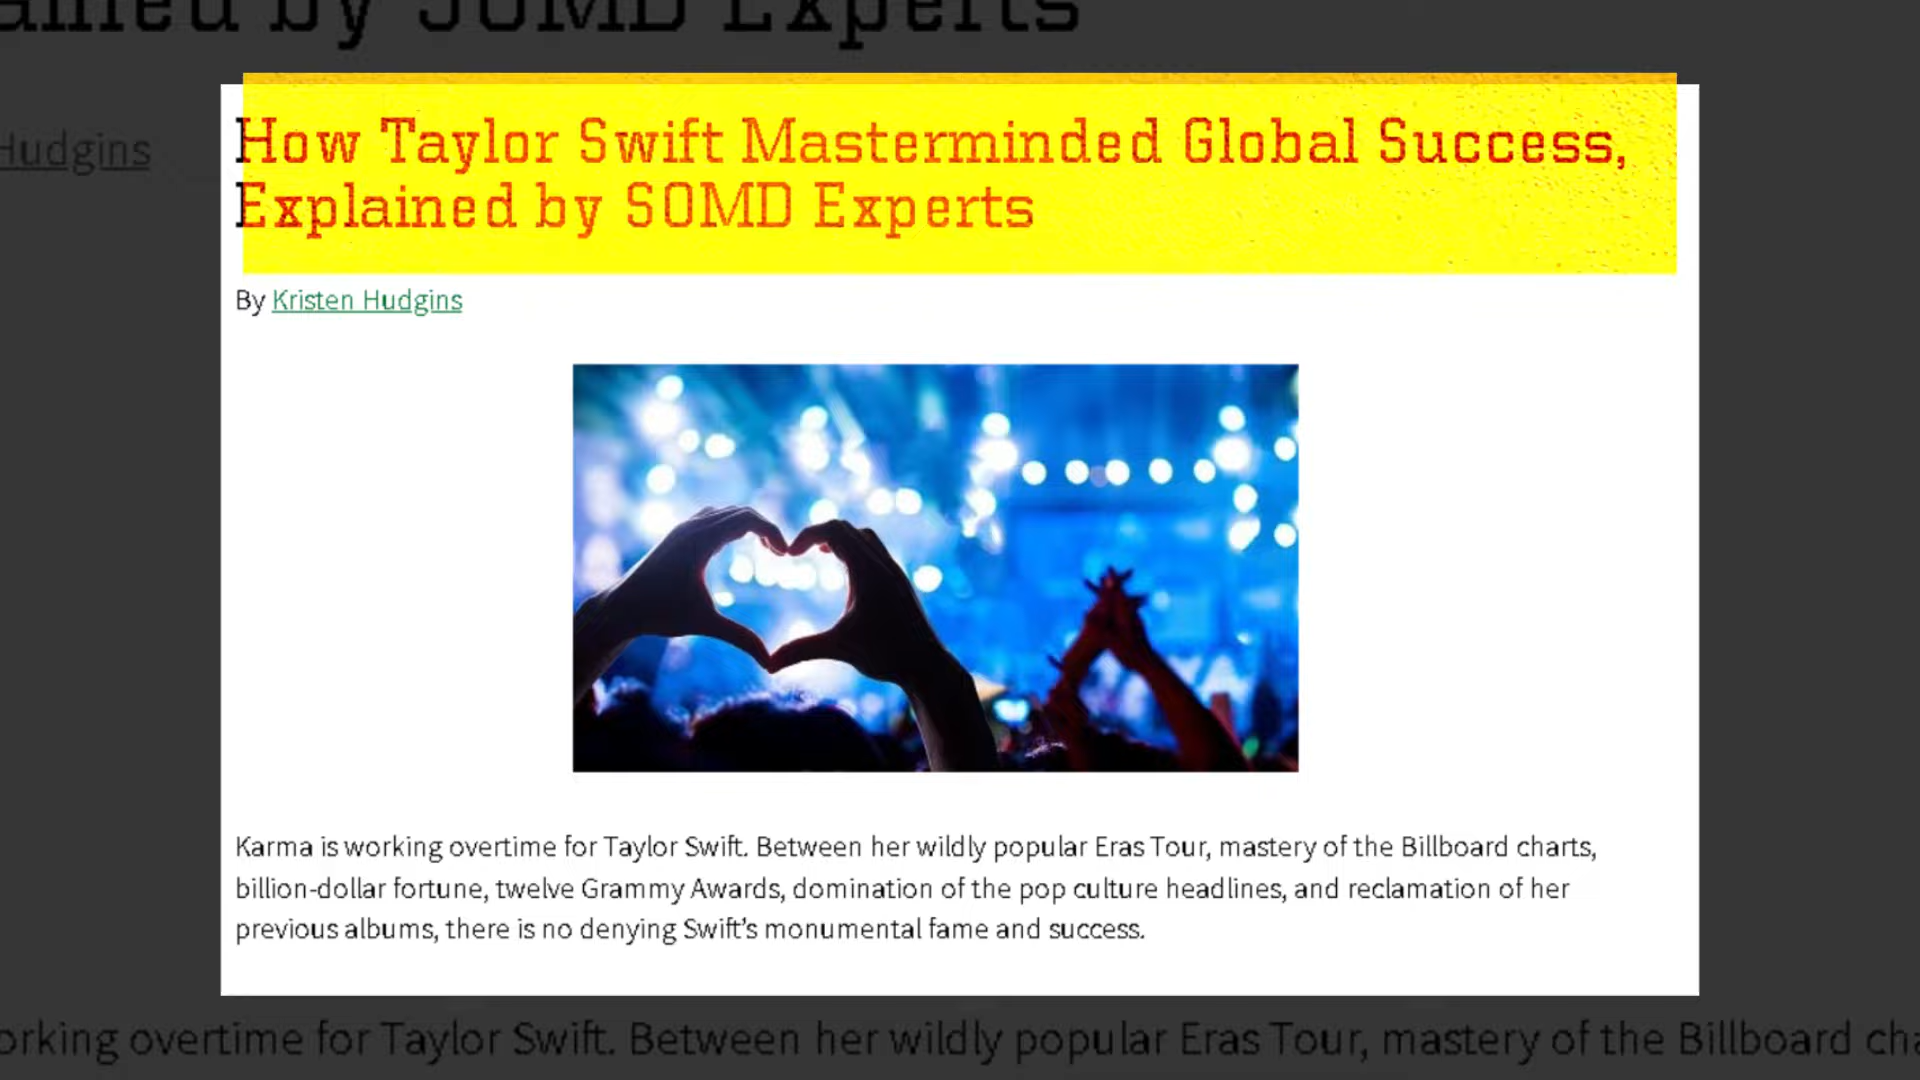 ained by SOMD Experts
Hudgins
How Taylor Swift Masterminded Global Success,
Explained by SOMD Experts
By Kristen Hudgins
Karma is working overtime for Taylor Swift. Between her wildly popular Eras Tour, mastery of the Billboard charts,
billion-dollar fortune, twelve Grammy Awards, domination of the pop culture headlines, and reclamation of her
previous albums, there is no denying Swift’s monumental fame and success.
orking overtime for Taylor Swift. Between her wildly popular Eras Tour, mastery of the Billboard cha